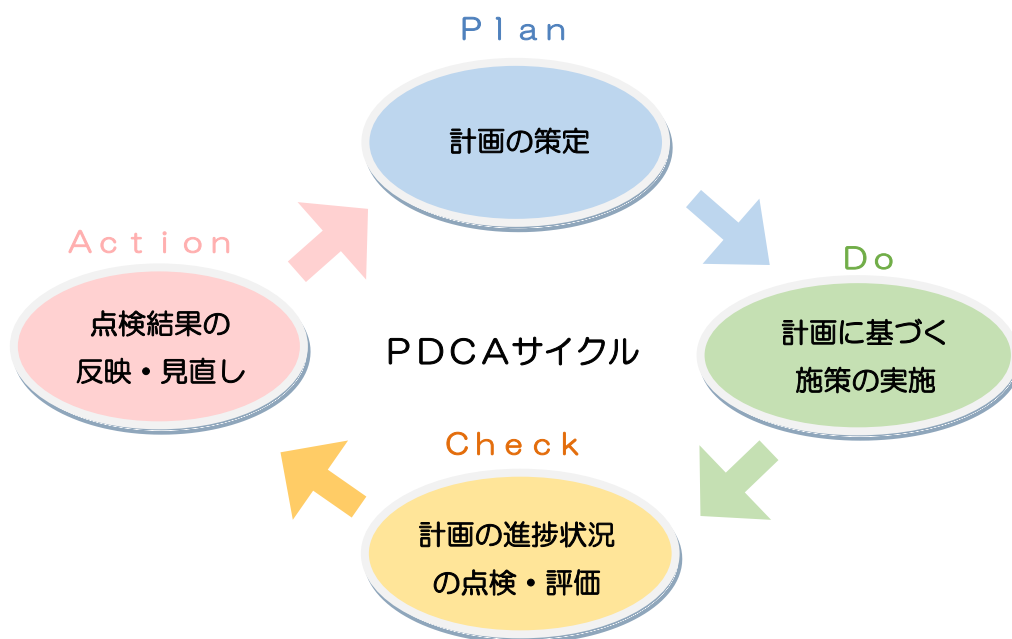 Ｐｌａｎ
計画の策定
Ａｃｔｉｏｎ
点検結果の
反映・見直し
ＰＤＣＡサイクル
Ｄｏ
計画に基づく
施策の実施
Ｃｈｅｃｋ
計画の進捗状況
の点検・評価